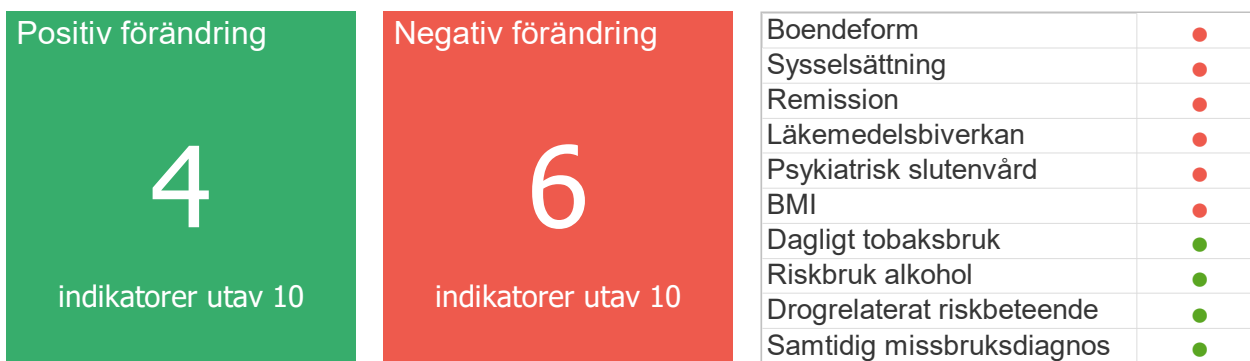 Positiv förändring
4
indikatorer utav 10
Negativ förändring
6
indikatorer utav 10
Boendeform
Sysselsättning
Remission
Läkemedelsbiverkan
Psykiatrisk slutenvård
BMI
Dagligt tobaksbruk
Riskbruk alkohol
Drogrelaterat riskbeteende
Samtidig missbruksdiagnos